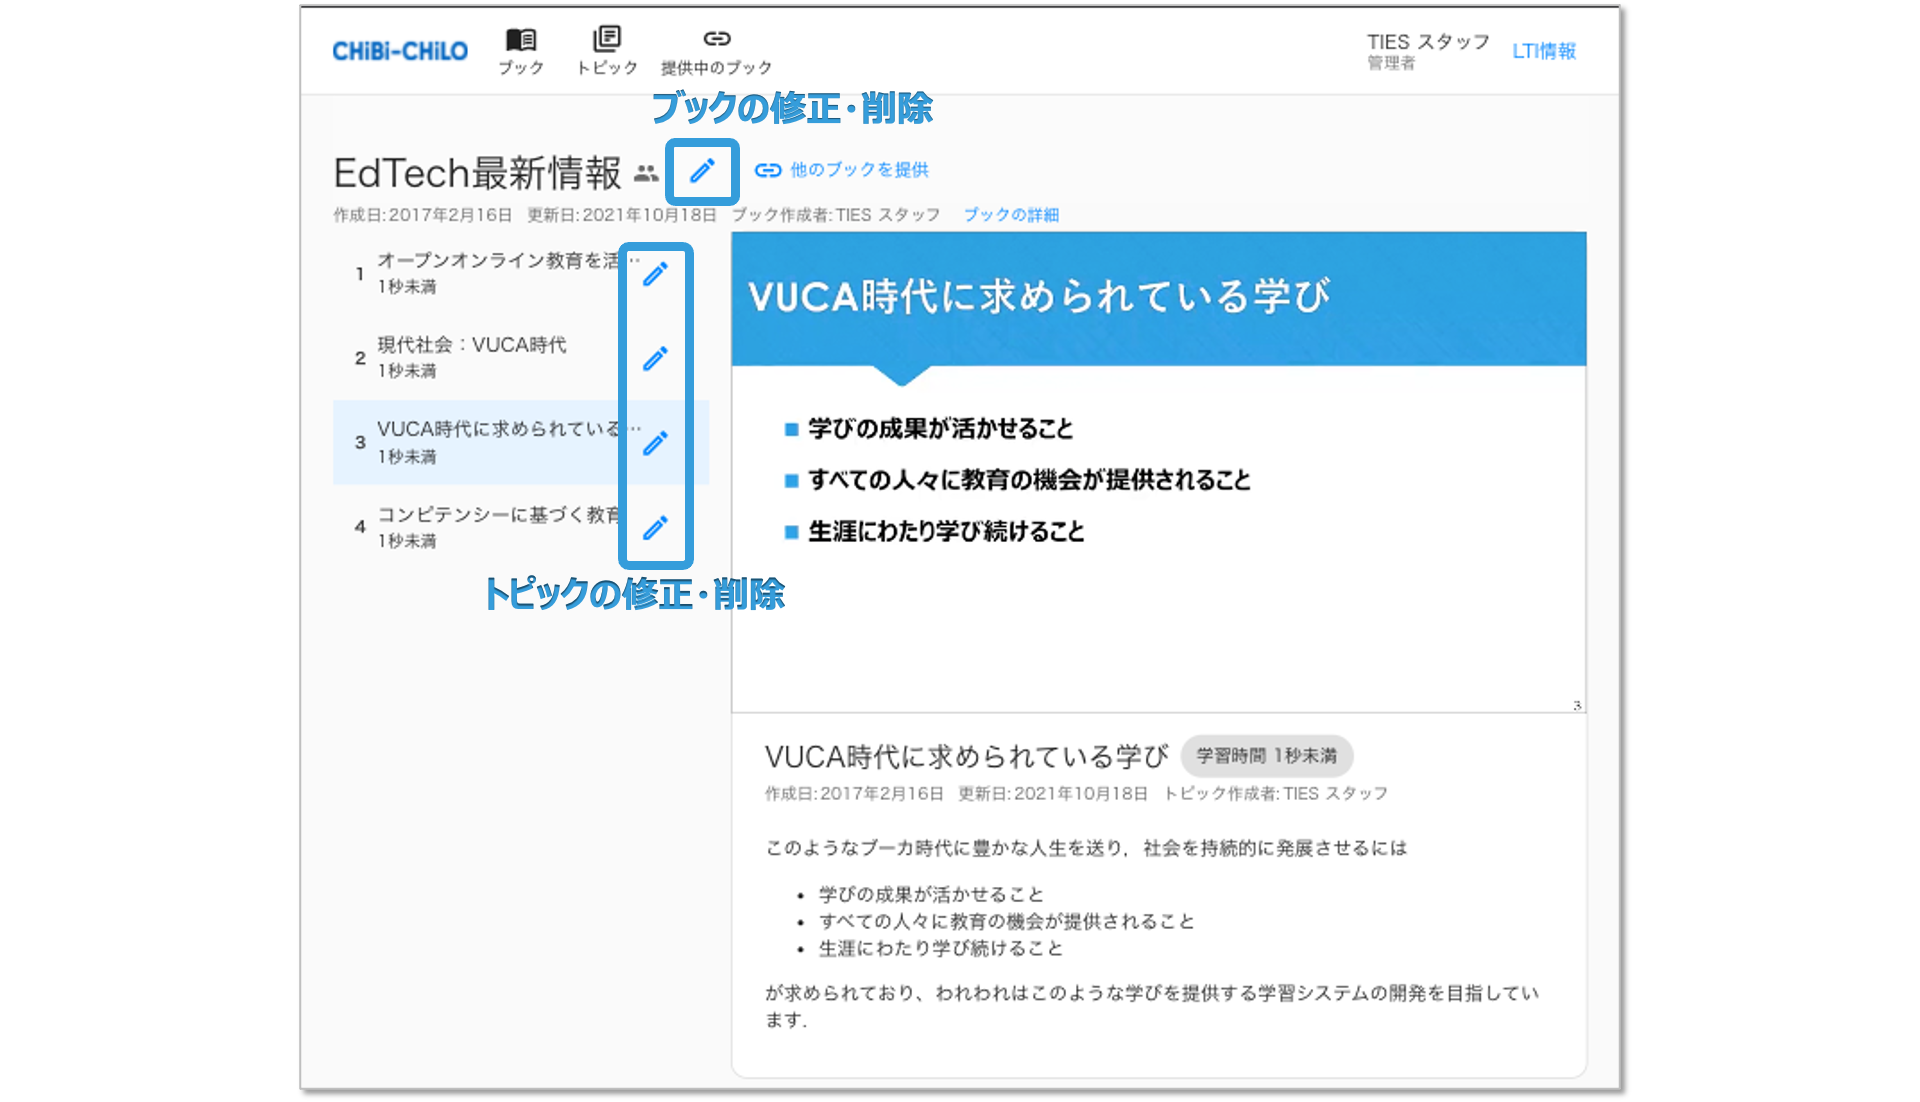 CHiBi-CHiLO
ブック
トピック
提供中のブック
TIES スタッフ
管理者
LTI情報
ブックの修正・削除
EdTech最新情報
他のブックを提供
作成日:2017年2月16日 更新日:2021年10月18日 ブック作成者:TIES スタッフ ブックの詳細
1 オープンオンライン教育を活…
1秒未満
2 現代社会：VUCA時代
1秒未満
3 VUCA時代に求められている…
1秒未満
4 コンピテンシーに基づく教育
1秒未満
トピックの修正・削除
VUCA時代に求められている学び
■ 学びの成果が活かせること
■ すべての人々に教育の機会が提供されること
■ 生涯にわたり学び続けること
3
VUCA時代に求められている学び 学習時間 1秒未満
作成日:2017年2月16日 更新日:2021年10月18日 トピック作成者:TIES スタッフ
このようなブーカ時代に豊かな人生を送り，社会を持続的に発展させるには
• 学びの成果が活かせること
• すべての人々に教育の機会が提供されること
• 生涯にわたり学び続けること
が求められており、われわれはこのような学びを提供する学習システムの開発を目指してい
ます.